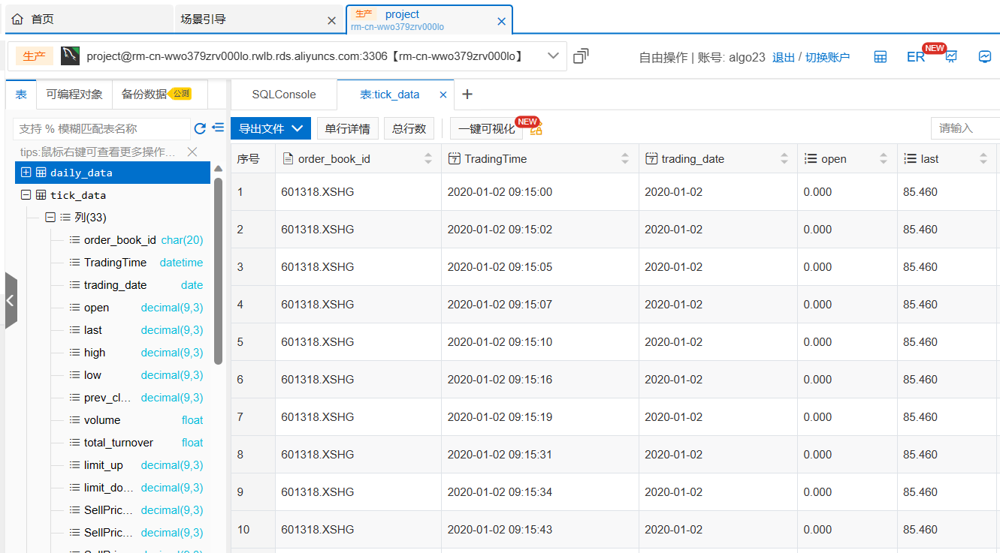 首页
场景引导
生产 project
rm-cn-wwo379zrv000lo
生产 project@rm-cn-wwo379zrv000lo.rwlb.rds.aliyuncs.com:3306【rm-cn-wwo379zrv000lo】
自由操作 | 账号: algo23 退出 / 切换账户 ER NEW
表 可编程对象 备份数据 公测
支持 % 模糊匹配表名称
tips:鼠标右键可查看更多操作...
daily_data
tick_data
列(33)
order_book_id char(20)
TradingTime datetime
trading_date date
open decimal(9,3)
last decimal(9,3)
high decimal(9,3)
low decimal(9,3)
prev_cl... decimal(9,3)
volume float
total_turnover float
limit_up decimal(9,3)
limit_do... decimal(9,3)
SellPric... decimal(9,3)
SellPric... decimal(9,3)
SQLConsole 表:tick_data
导出文件 单行详情 总行数 一键可视化 NEW 请输入
序号 order_book_id TradingTime trading_date open last
1 601318.XSHG 2020-01-02 09:15:00 2020-01-02 0.000 85.460
2 601318.XSHG 2020-01-02 09:15:02 2020-01-02 0.000 85.460
3 601318.XSHG 2020-01-02 09:15:05 2020-01-02 0.000 85.460
4 601318.XSHG 2020-01-02 09:15:07 2020-01-02 0.000 85.460
5 601318.XSHG 2020-01-02 09:15:10 2020-01-02 0.000 85.460
6 601318.XSHG 2020-01-02 09:15:16 2020-01-02 0.000 85.460
7 601318.XSHG 2020-01-02 09:15:19 2020-01-02 0.000 85.460
8 601318.XSHG 2020-01-02 09:15:31 2020-01-02 0.000 85.460
9 601318.XSHG 2020-01-02 09:15:34 2020-01-02 0.000 85.460
10 601318.XSHG 2020-01-02 09:15:43 2020-01-02 0.000 85.460